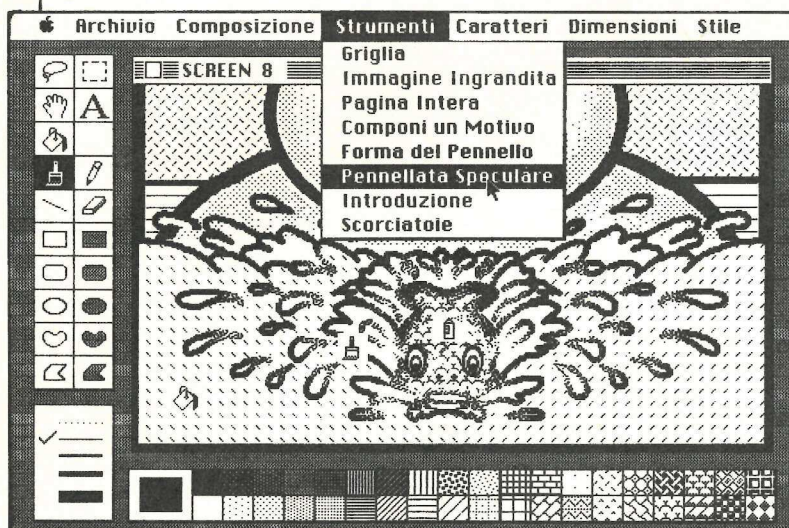 Archivio Composizione Strumenti Caratteri Dimensioni Stile
SCREEN 8
Griglia
Immagine Ingrandita
Pagina Intera
Componi un Motivo
Forma del Pennello
Pennellata Speculare
Introduzione
Scorciatoie
A